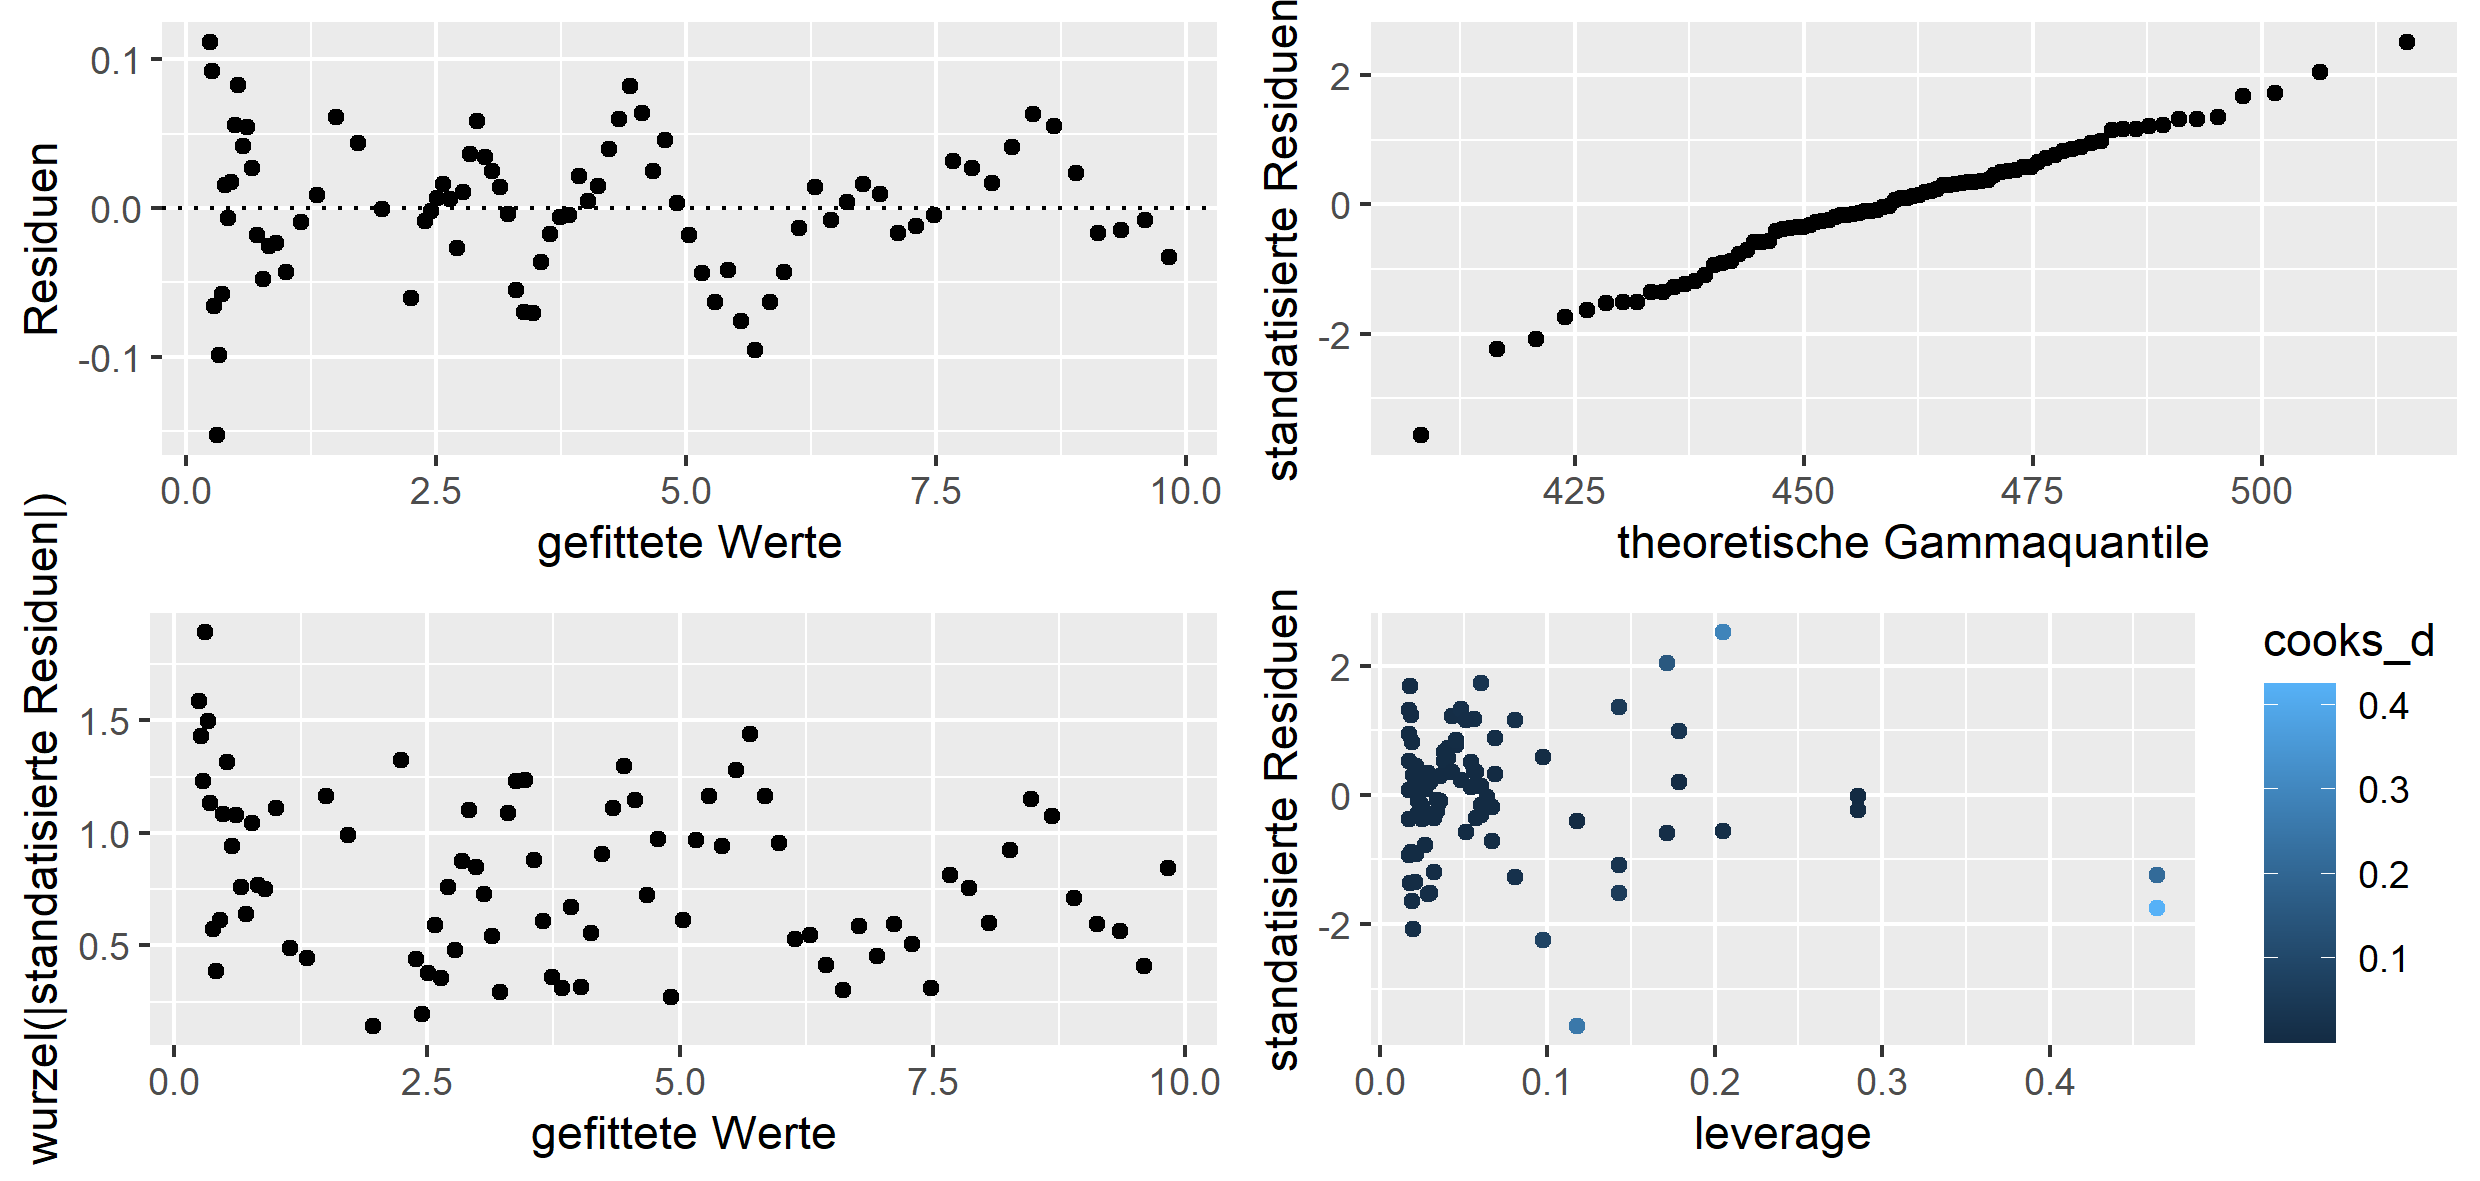 Residuen
0.1
0.0
-0.1
0.0 2.5 5.0 7.5 10.0
gefittete Werte
standatisierte Residuen
2
0
-2
425 450 475 500
theoretische Gammaquantile
wurzel(|standatisierte Residuen|)
1.5
1.0
0.5
0.0 2.5 5.0 7.5 10.0
gefittete Werte
standatisierte Residuen
2
0
-2
0.0 0.1 0.2 0.3 0.4
leverage
cooks_d
0.4
0.3
0.2
0.1